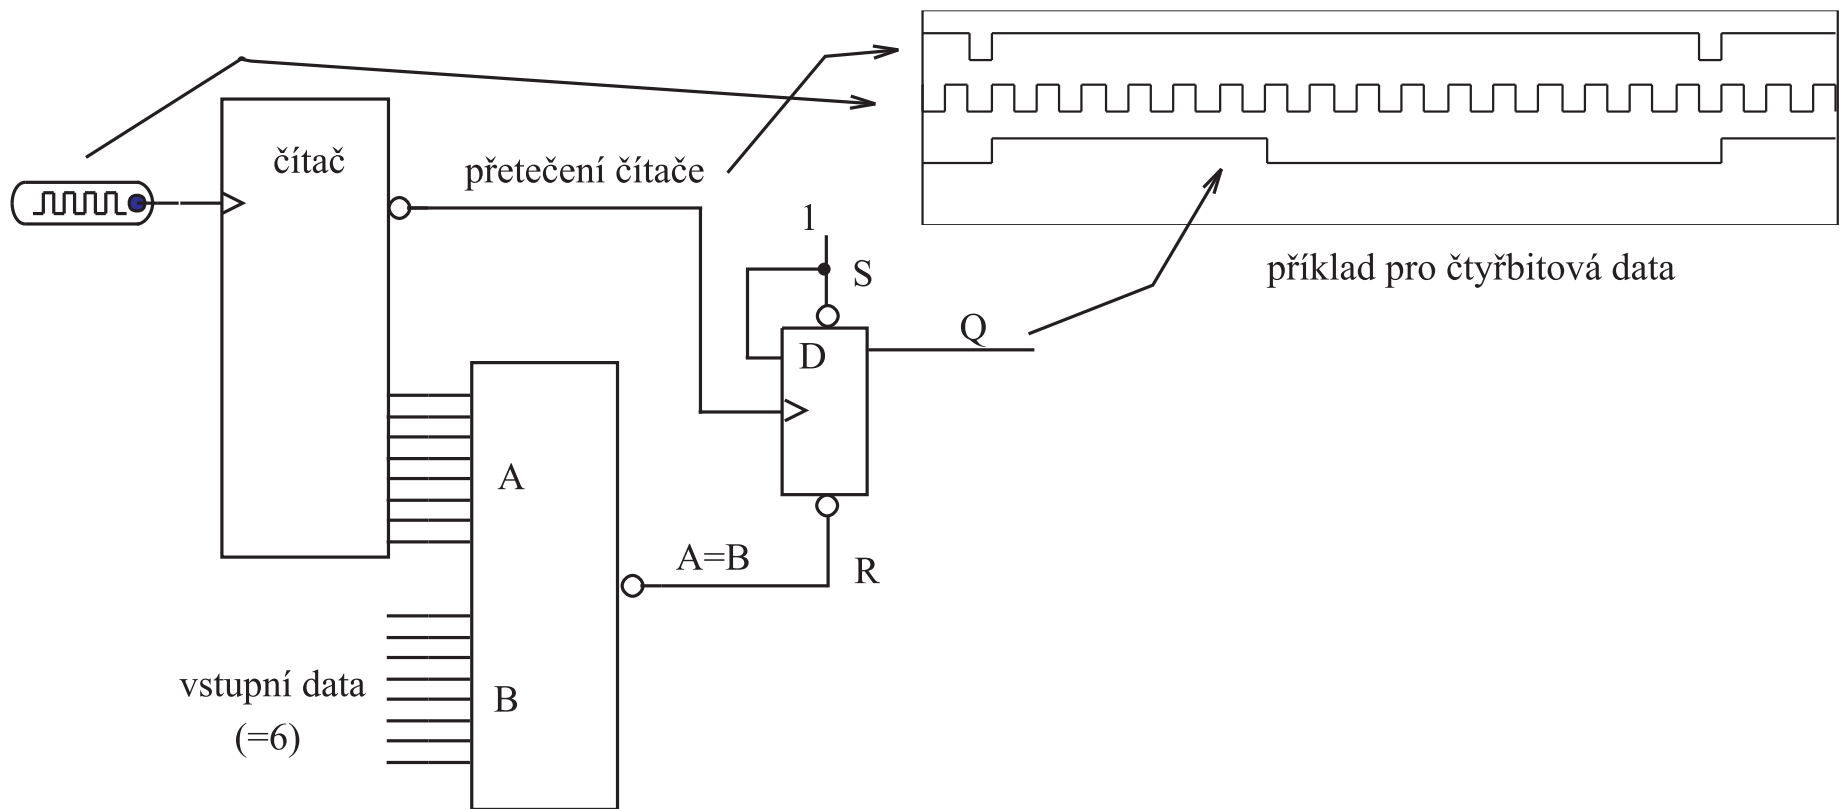 čítač
přetečení čítače
1
S
příklad pro čtyřbitová data
Q
D
A
A=B
R
vstupní data
(=6)
B